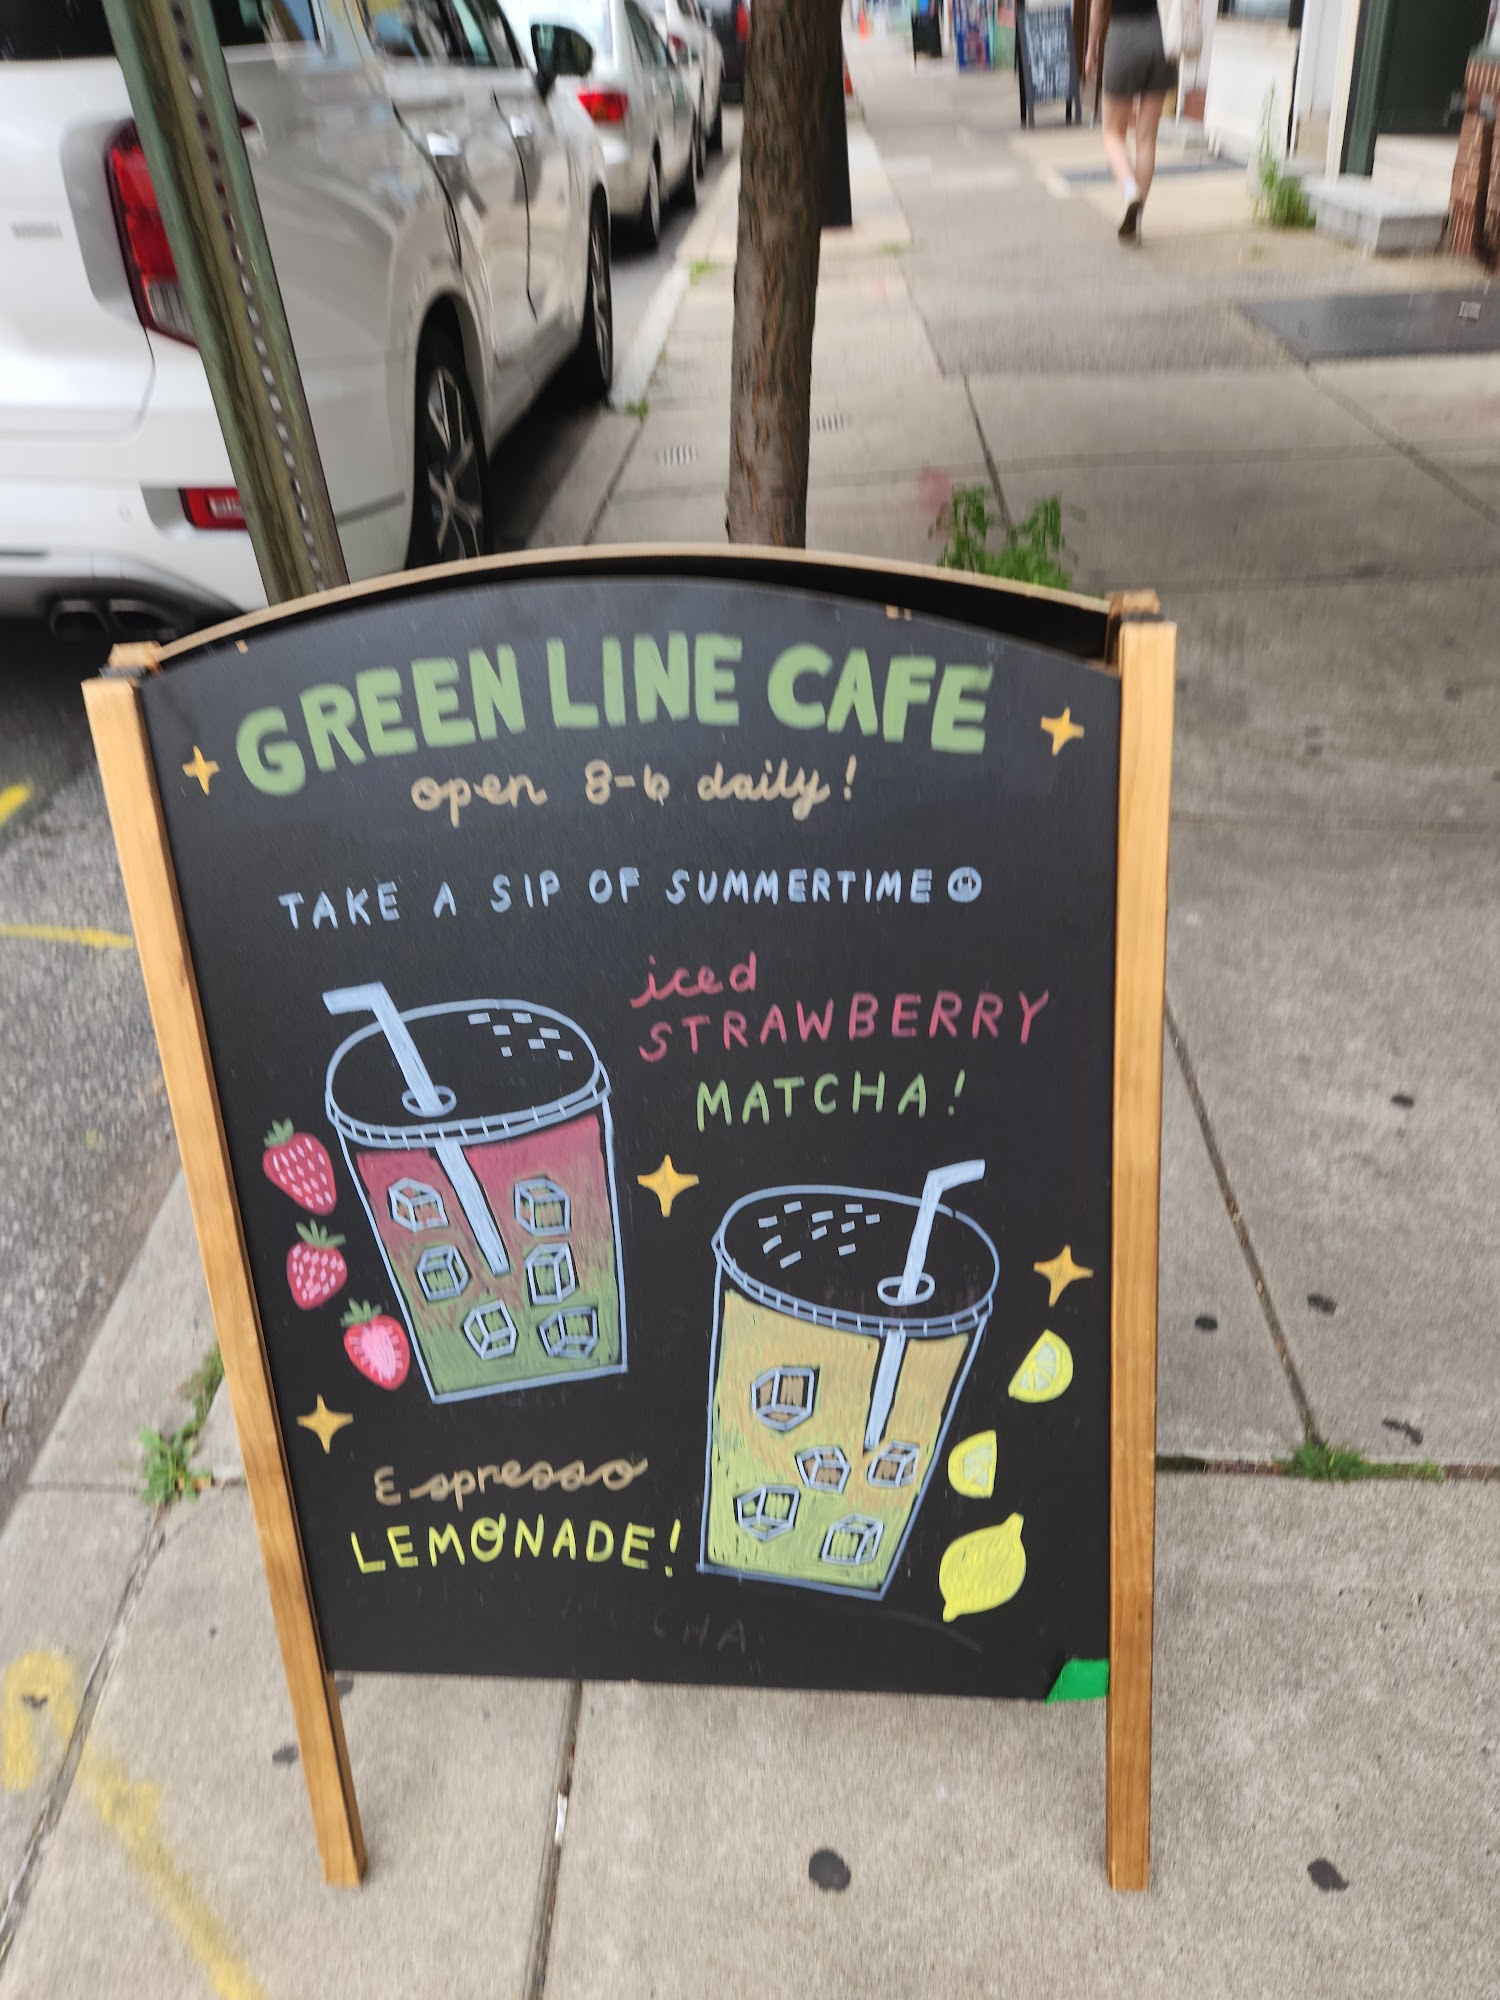 GREEN LINE CAFE
open 8-6 daily!
TAKE A SIP OF SUMMERTIME
iced
STRAWBERRY
MATCHA!
Espresso
LEMONADE!